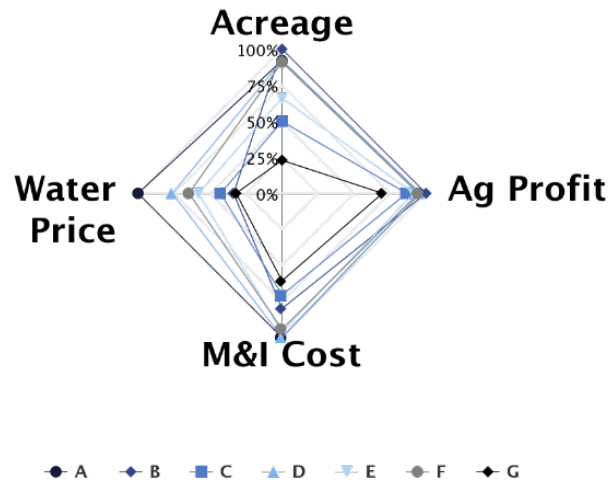 Acreage
100%
75%
50%
25%
0%
Water
Price
Ag Profit
M&I Cost
A B C D E F G